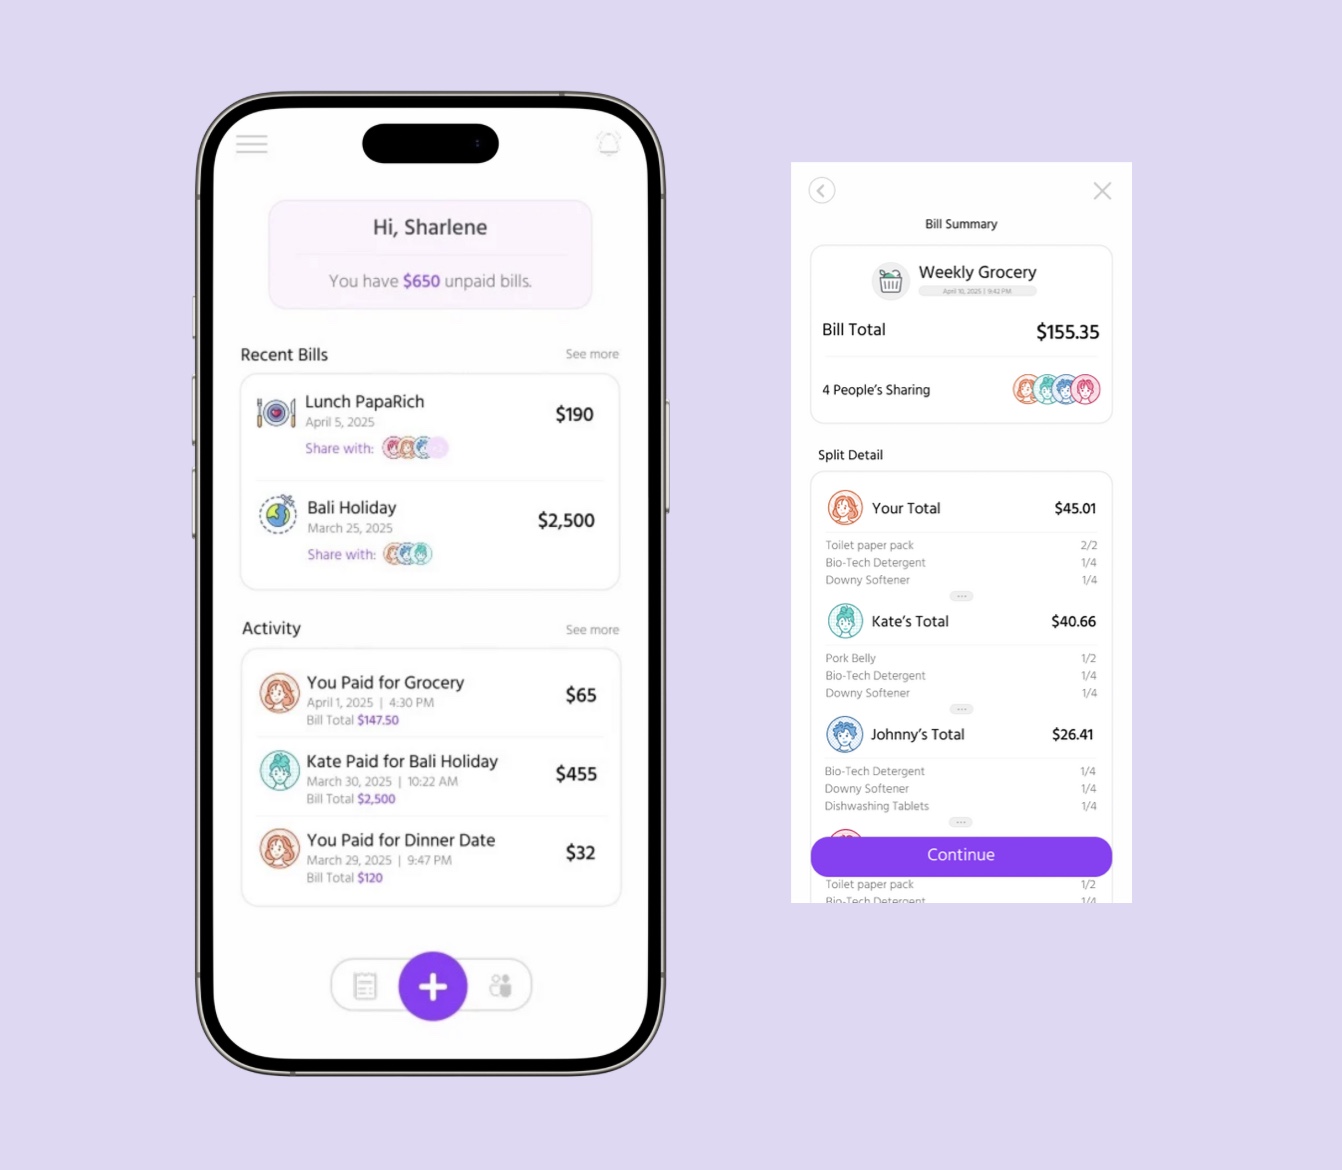 Hi, Sharlene
You have $650 unpaid bills.
Recent Bills
See more
Lunch PapaRich
April 5, 2025
$190
Share with:
Bali Holiday
March 25, 2025
$2,500
Share with:
Activity
See more
You Paid for Grocery
April 1, 2025 | 4:30 PM
Bill Total $147.50
$65
Kate Paid for Bali Holiday
March 30, 2025 | 10:22 AM
Bill Total $2,500
$455
You Paid for Dinner Date
March 29, 2025 | 9:47 PM
Bill Total $120
$32
Bill Summary
Weekly Grocery
April 10, 2025 | 9:42 PM
Bill Total
$155.35
4 People's Sharing
Split Detail
Your Total $45.01
Toilet paper pack 2/2
Bio-Tech Detergent 1/4
Downy Softener 1/4
Kate's Total $40.66
Pork Belly 1/2
Bio-Tech Detergent 1/4
Downy Softener 1/4
Johnny's Total $26.41
Bio-Tech Detergent 1/4
Downy Softener 1/4
Dishwashing Tablets 1/4
Continue
Toilet paper pack 1/2
Bio-Tech Detergent 1/4